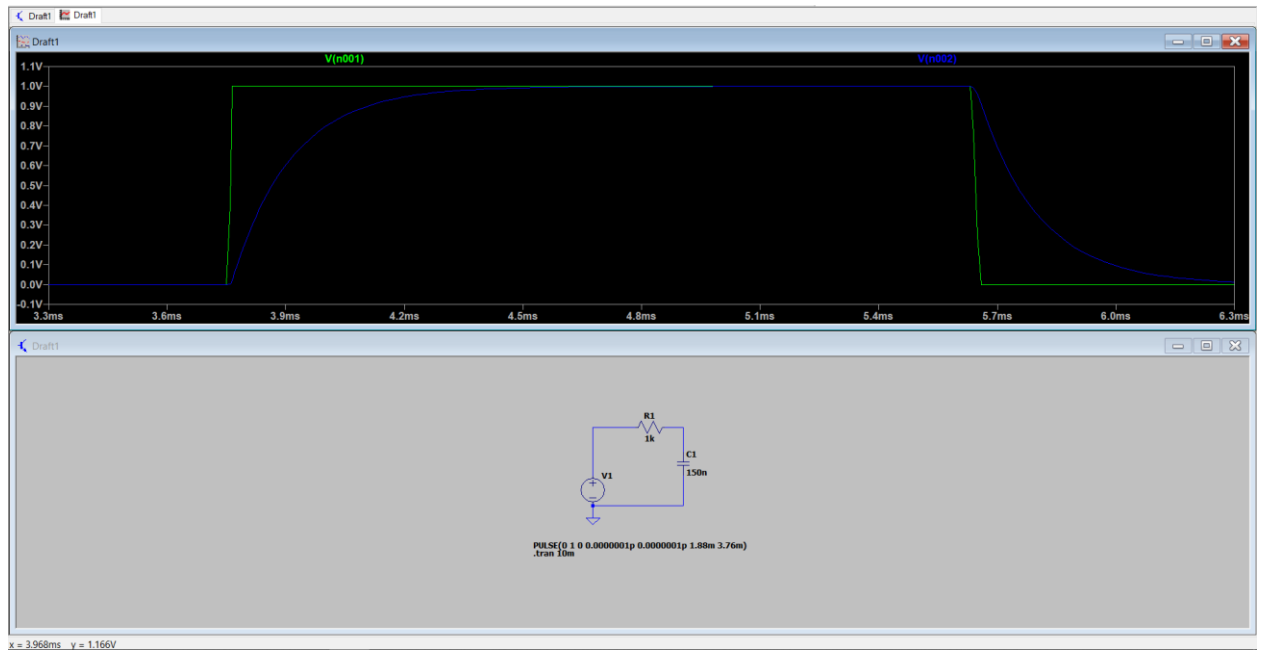 Draft1 Draft1
Draft1
V(n001) V(n002)
1.1V
1.0V
0.9V
0.8V
0.7V
0.6V
0.5V
0.4V
0.3V
0.2V
0.1V
0.0V
-0.1V
3.3ms 3.6ms 3.9ms 4.2ms 4.5ms 4.8ms 5.1ms 5.4ms 5.7ms 6.0ms 6.3ms
Draft1
R1
1k
C1
150n
V1
PULSE(0 1 0 0.0000001p 0.0000001p 1.88m 3.76m)
.tran 10m
x = 3.968ms y = 1.166V